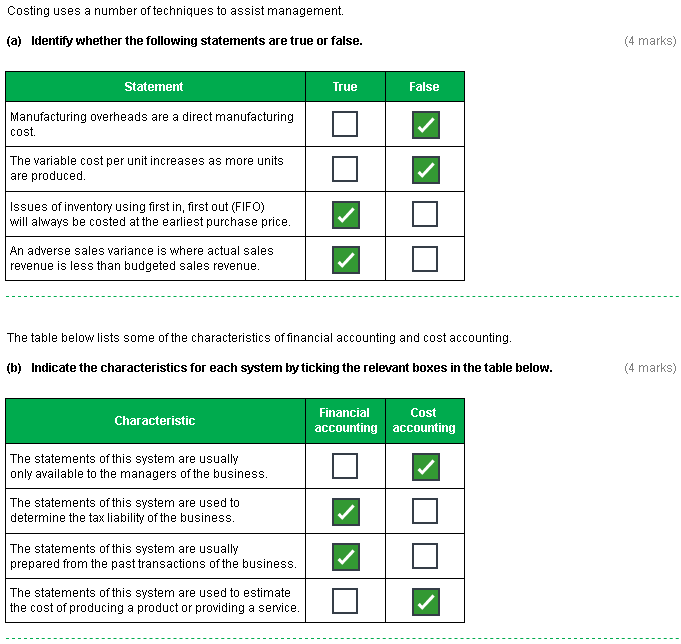 Costing uses a number of techniques to assist management.
(a) Identify whether the following statements are true or false. (4 marks)
Statement True False
Manufacturing overheads are a direct manufacturing
cost.
The variable cost per unit increases as more units
are produced.
Issues of inventory using first in, first out (FIFO)
will always be costed at the earliest purchase price.
An adverse sales variance is where actual sales
revenue is less than budgeted sales revenue.
The table below lists some of the characteristics of financial accounting and cost accounting.
(b) Indicate the characteristics for each system by ticking the relevant boxes in the table below. (4 marks)
Characteristic Financial accounting Cost accounting
The statements of this system are usually
only available to the managers of the business.
The statements of this system are used to
determine the tax liability of the business.
The statements of this system are usually
prepared from the past transactions of the business.
The statements of this system are used to estimate
the cost of producing a product or providing a service.